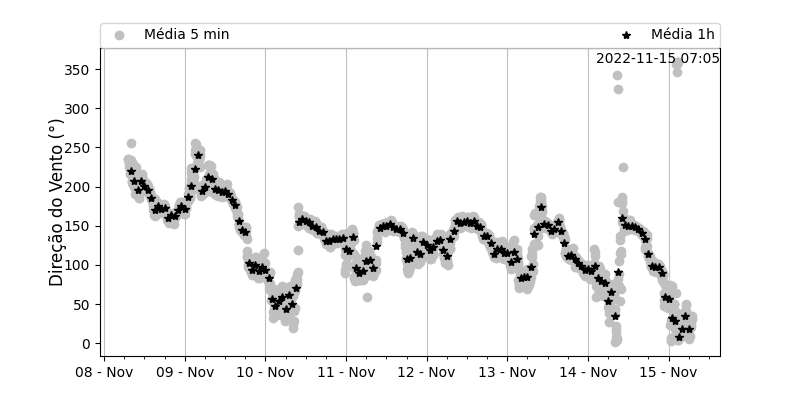 Média 5 min
Média 1h
2022-11-15 07:05
Direção do Vento (°)
350
300
250
200
150
100
50
0
08 - Nov
09 - Nov
10 - Nov
11 - Nov
12 - Nov
13 - Nov
14 - Nov
15 - Nov